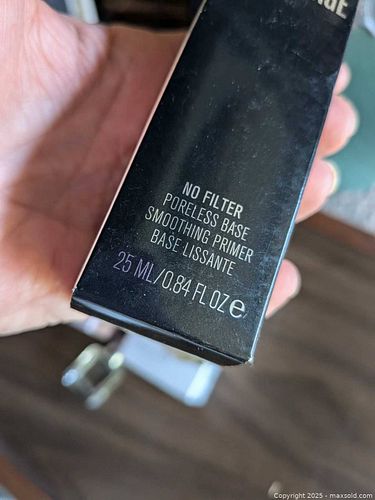 NO FILTER
PORELESS BASE
SMOOTHING PRIMER
BASE LISSANTE
25 ML/0.84 FL OZ e
Copyright © 2025 - maxsold.com